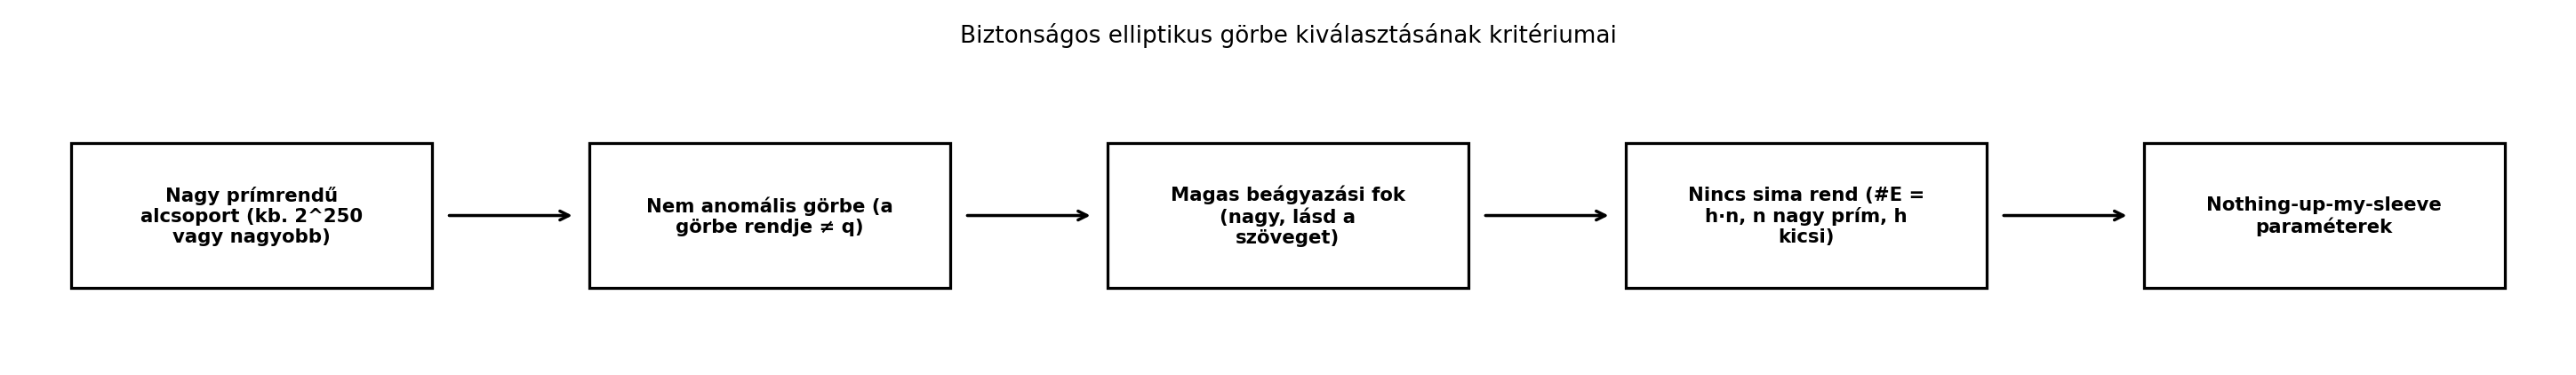 Biztonságos elliptikus görbe kiválasztásának kritériumai
Nagy prímrendű
alcsoport (kb. 2^250
vagy nagyobb)
Nem anomális görbe (a
görbe rendje ≠ q)
Magas beágyazási fok
(nagy, lásd a
szöveget)
Nincs sima rend (#E =
h·n, n nagy prím, h
kicsi)
Nothing-up-my-sleeve
paraméterek